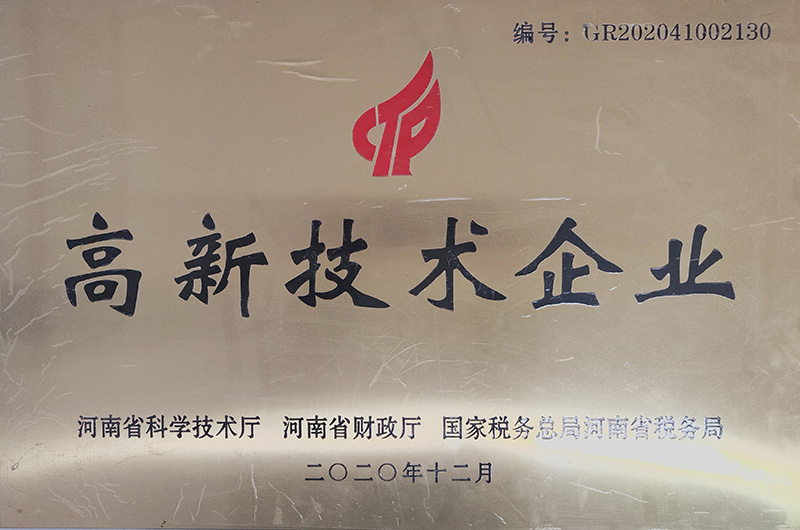 编号：GR202041002130
CTP
高新技术企业
河南省科学技术厅 河南省财政厅 国家税务总局河南省税务局
二〇二〇年十二月